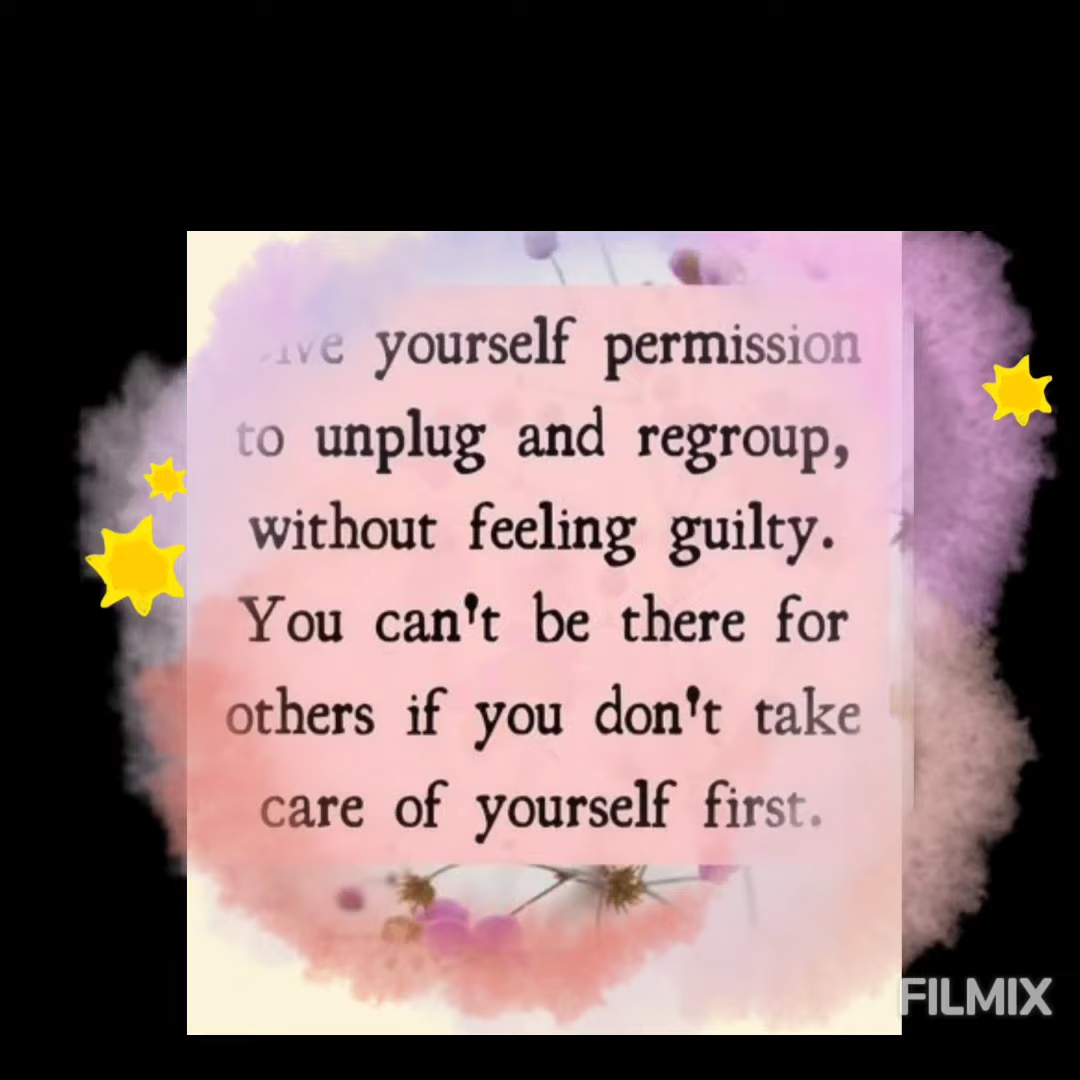 Give yourself permission
to unplug and regroup,
without feeling guilty.
You can't be there for
others if you don't take
care of yourself first.
FILMIX